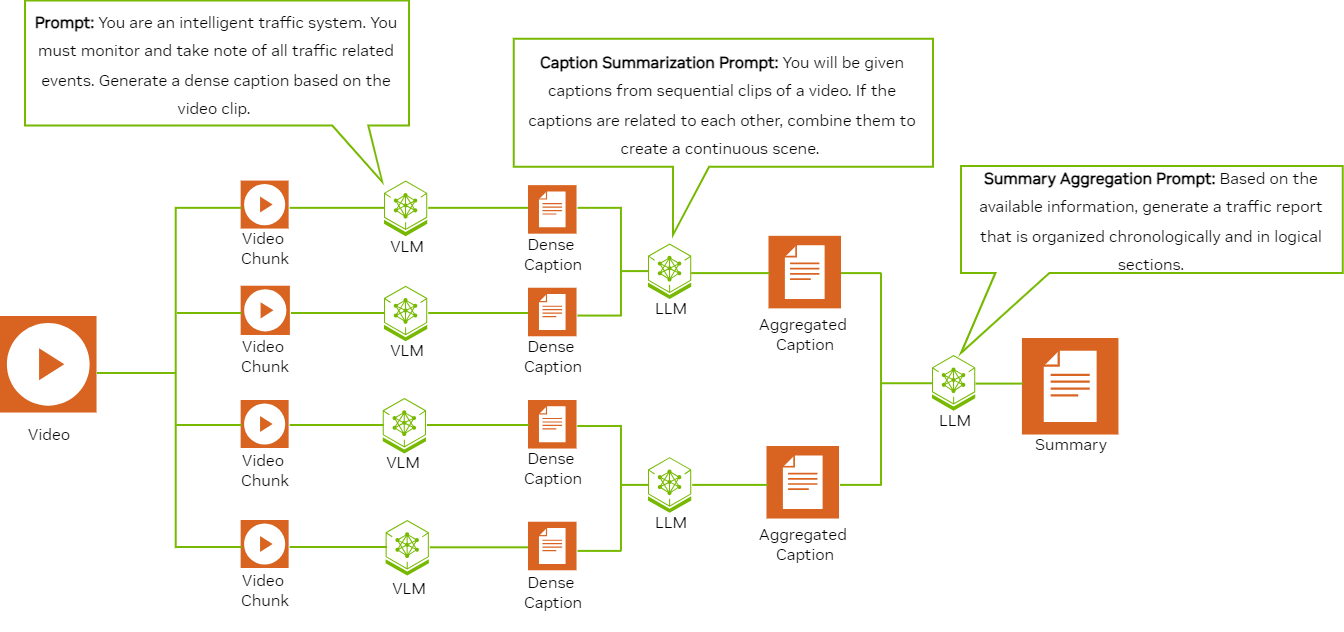 Prompt: You are an intelligent traffic system. You
must monitor and take note of all traffic related
events. Generate a dense caption based on the
video clip.
Caption Summarization Prompt: You will be given
captions from sequential clips of a video. If the
captions are related to each other, combine them to
create a continuous scene.
Summary Aggregation Prompt: Based on the
available information, generate a traffic report
that is organized chronologically and in logical
sections.
Video
Video
Chunk
VLM
Dense
Caption
Video
Chunk
VLM
Dense
Caption
LLM
Aggregated
Caption
Video
Chunk
VLM
Dense
Caption
Video
Chunk
VLM
Dense
Caption
LLM
Aggregated
Caption
LLM
Summary